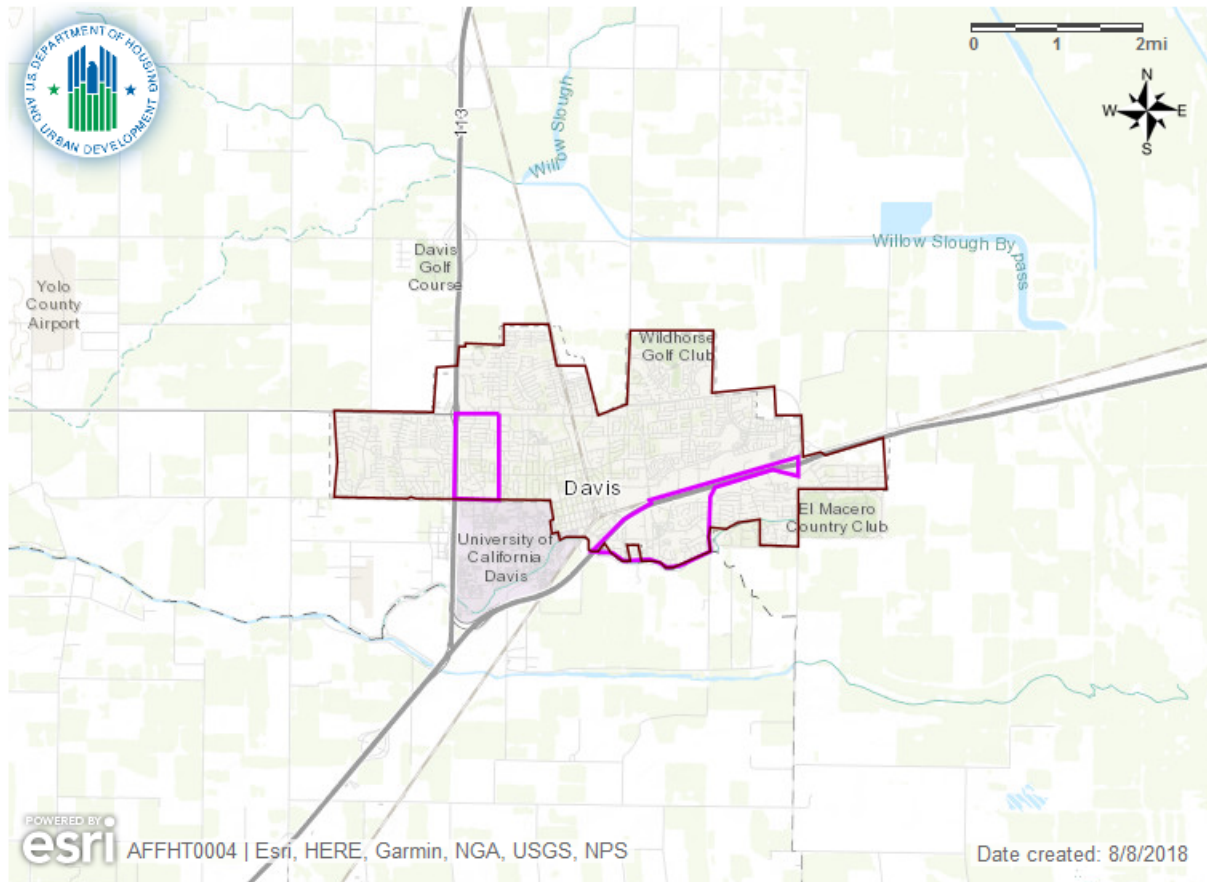 U.S. DEPARTMENT OF HOUSING
AND URBAN DEVELOPMENT
0 1 2mi
N
W E
S
113
Willow Slough
Willow Slough Bypass
Davis
Golf
Course
Yolo
County
Airport
Wildhorse
Golf Club
Davis
El Macero
Country Club
University of
California
Davis
POWERED BY
esri
AFFHT0004 | Esri, HERE, Garmin, NGA, USGS, NPS
Date created: 8/8/2018